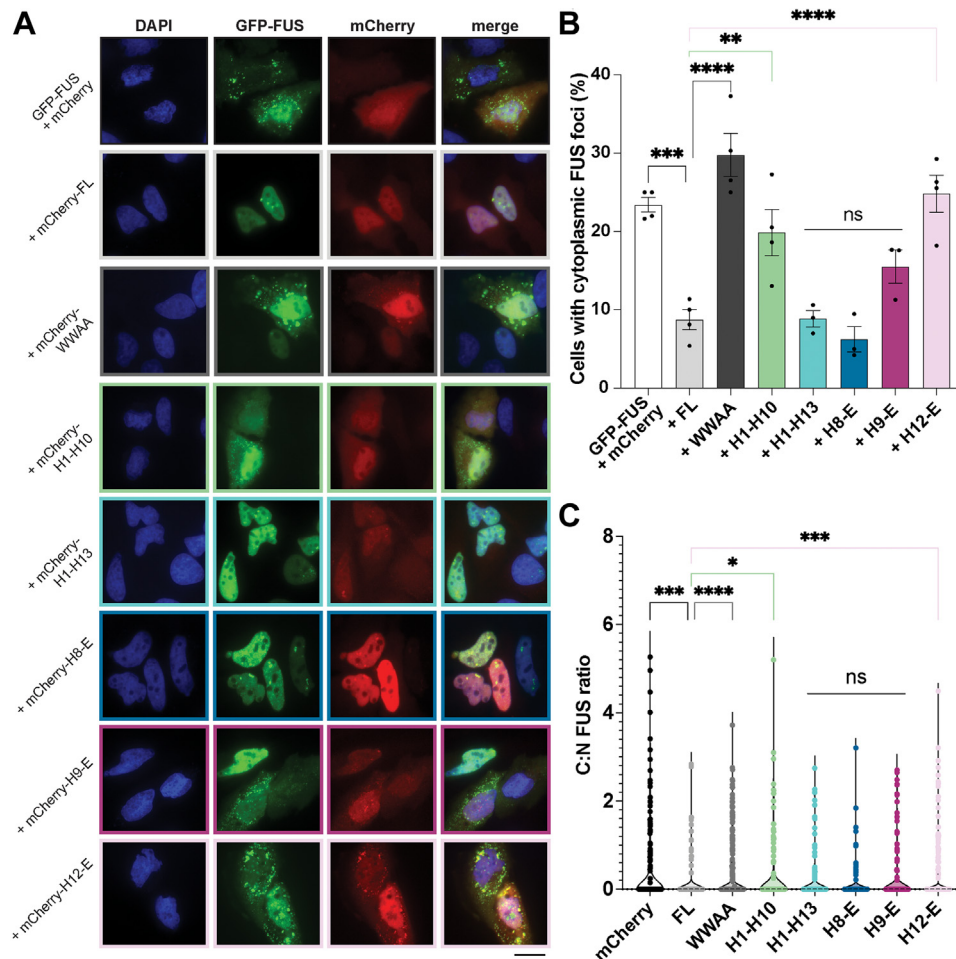 A
DAPI
GFP-FUS
mCherry
merge
GFP-FUS
+ mCherry
+ mCherry-FL
+ mCherry-
WWAA
+ mCherry-
H1-H10
+ mCherry-
H1-H13
+ mCherry-H8-E
+ mCherry-H9-E
+ mCherry-H12-E
B
****
**
****
***
ns
Cells with cytoplasmic FUS foci (%)
40
30
20
10
0
GFP-FUS
+ mCherry
+ FL
+ WWAA
+ H1-H10
+ H1-H13
+ H8-E
+ H9-E
+ H12-E
C
***
*
***
****
ns
C:N FUS ratio
8
6
4
2
0
mCherry
FL
WWAA
H1-H10
H1-H13
H8-E
H9-E
H12-E